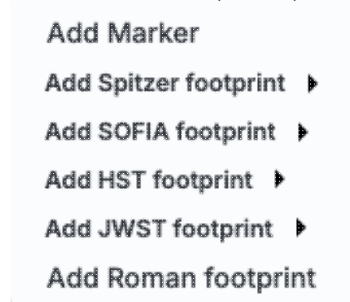 Add Marker
Add Spitzer footprint
Add SOFIA footprint
Add HST footprint
Add JWST footprint
Add Roman footprint